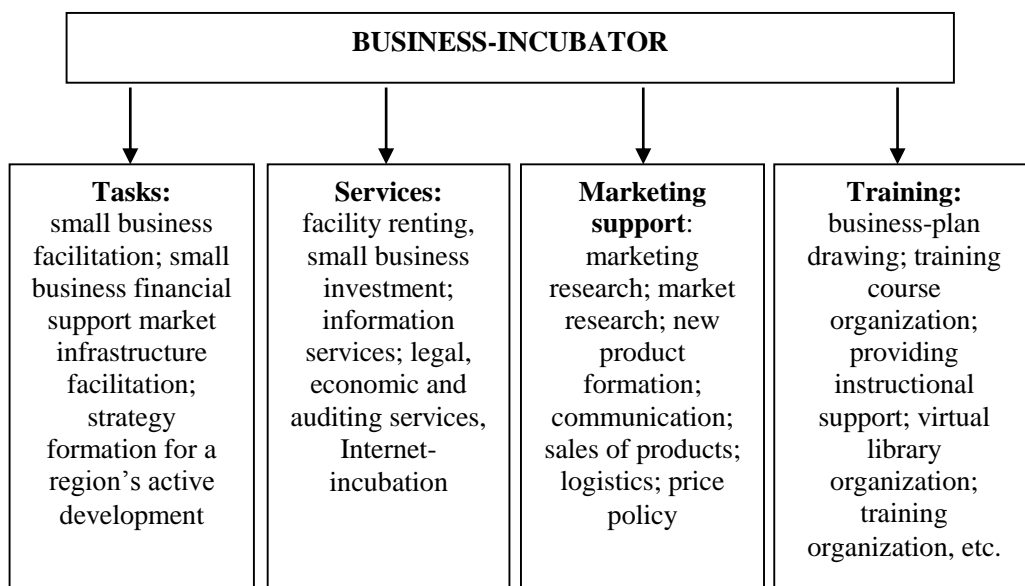 BUSINESS-INCUBATOR
Tasks:
small business
facilitation; small
business financial
support market
infrastructure
facilitation;
strategy
formation for a
region’s active
development
Services:
facility renting,
small business
investment;
information
services; legal,
economic and
auditing services,
Internet-
incubation
Marketing
support:
marketing
research; market
research; new
product
formation;
communication;
sales of products;
logistics; price
policy
Training:
business-plan
drawing; training
course
organization;
providing
instructional
support; virtual
library
organization;
training
organization, etc.